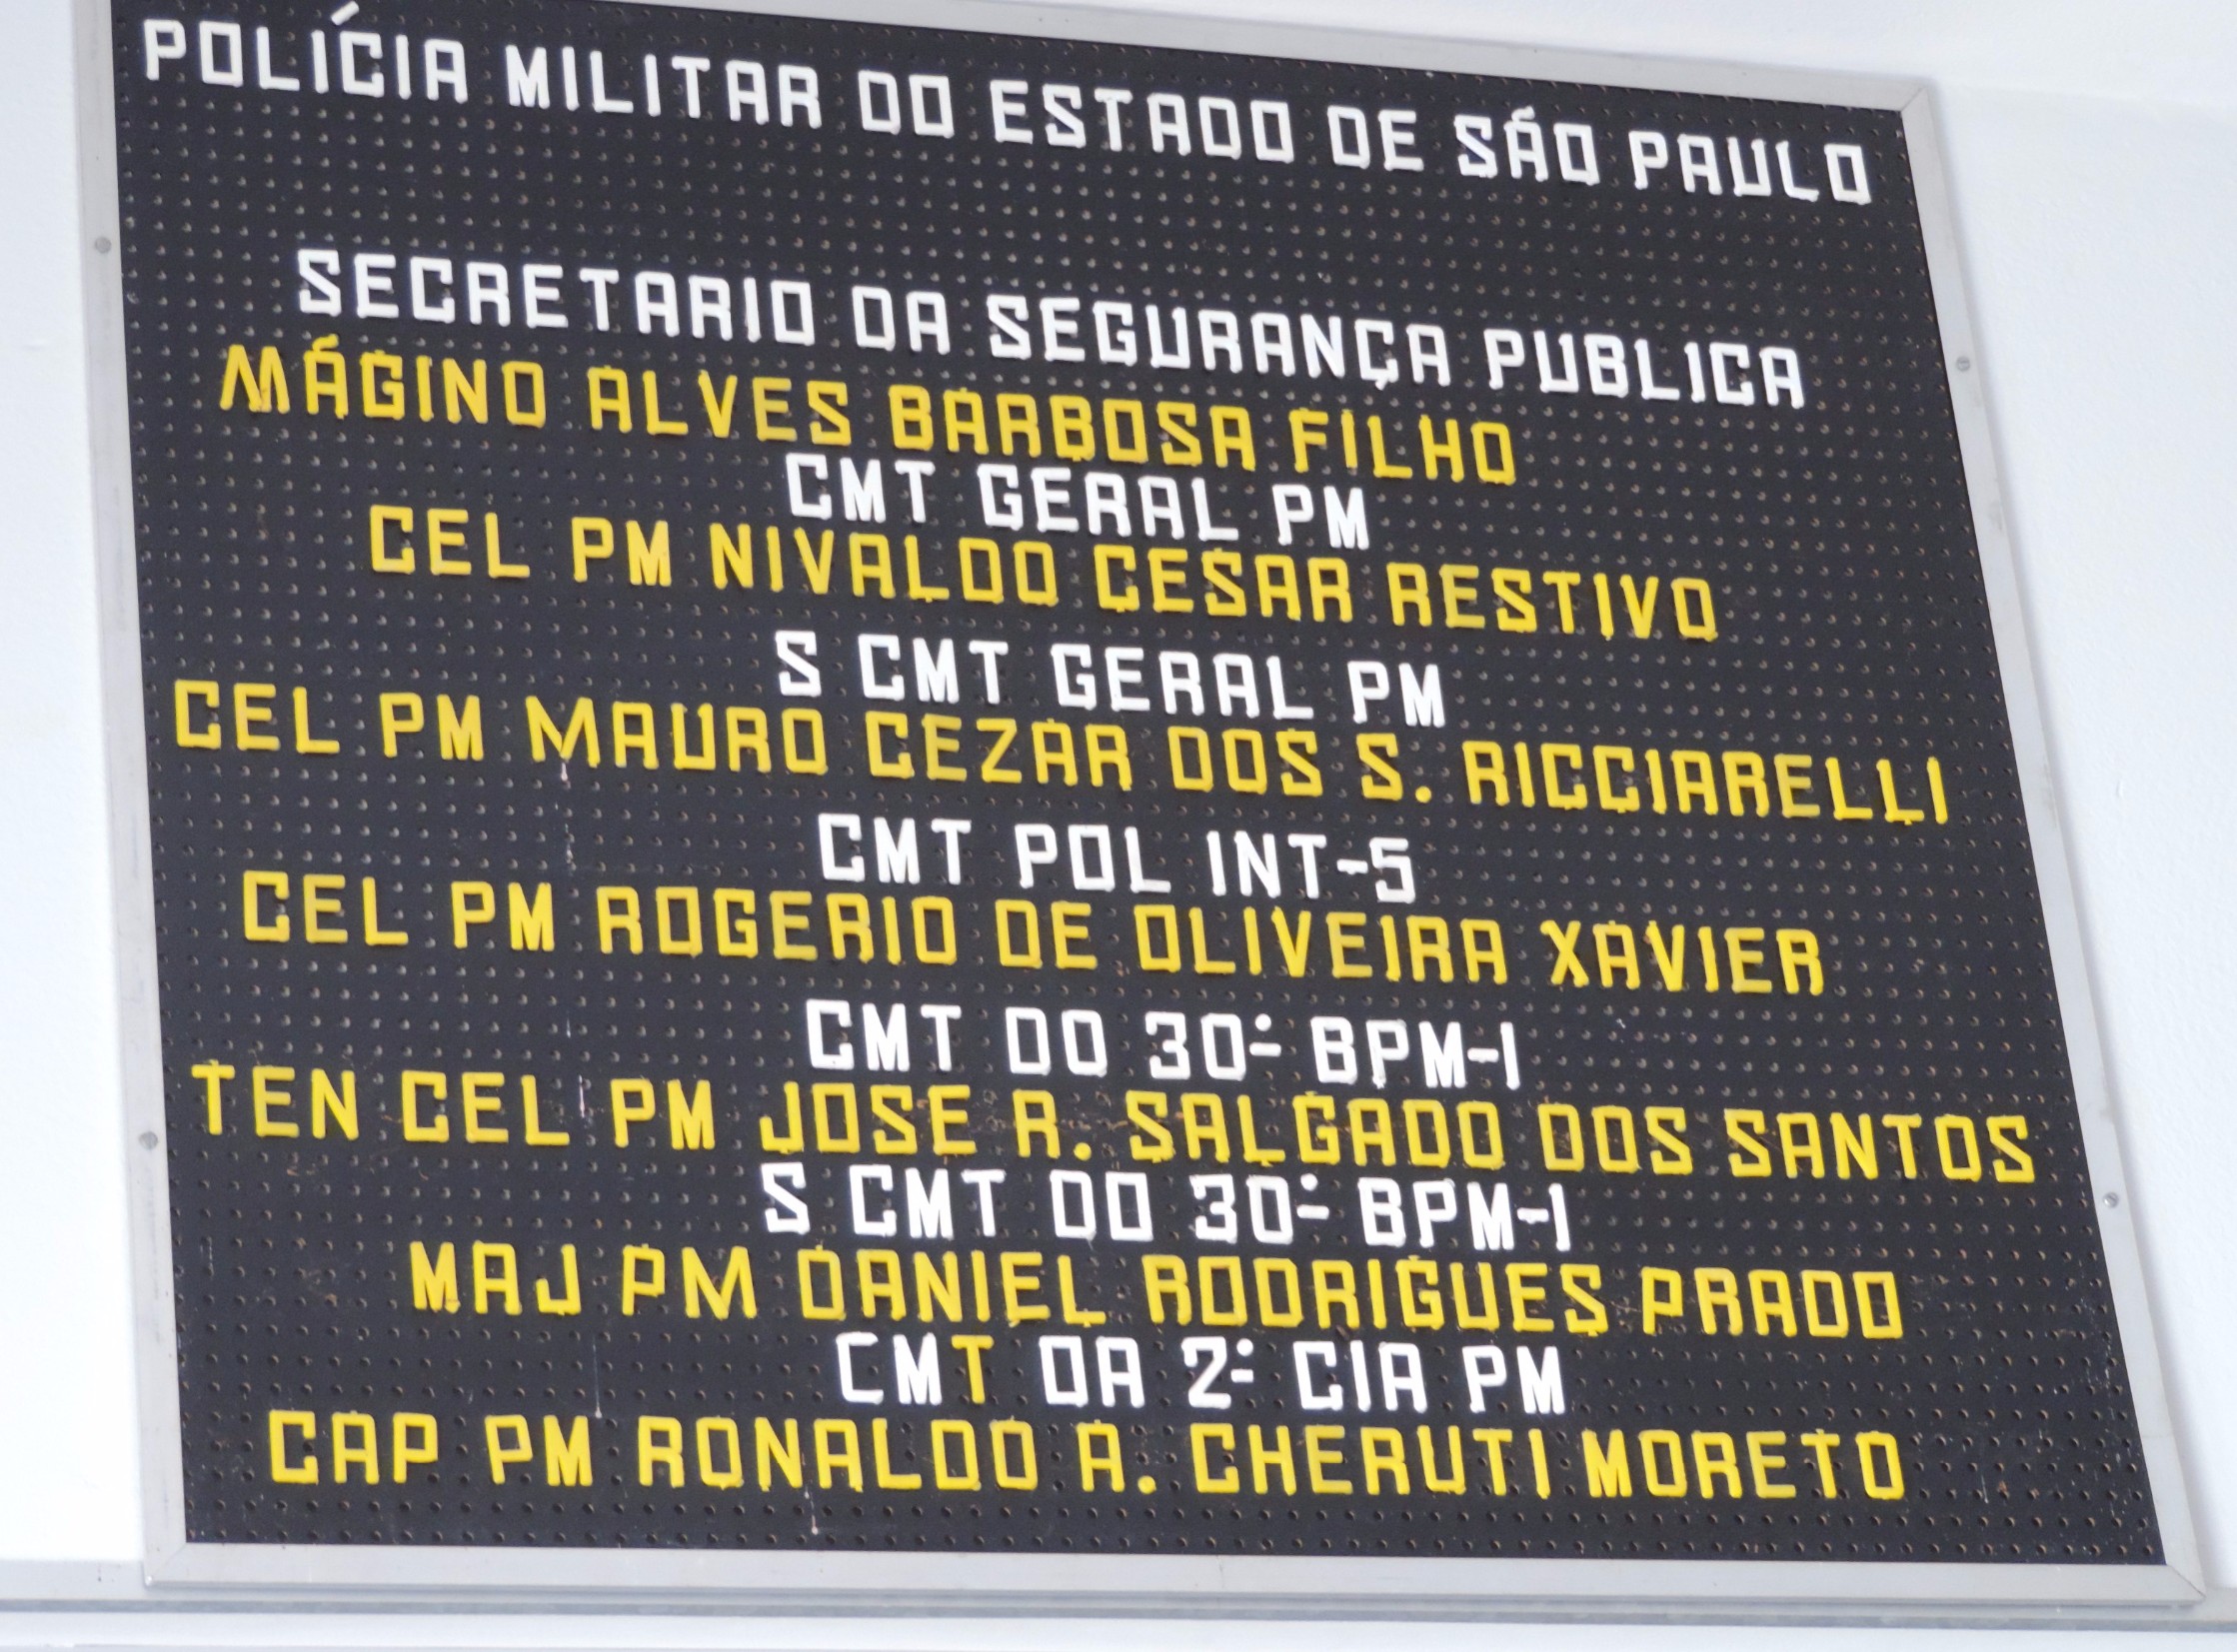 POLÍCIA MILITAR DO ESTADO DE SÁO PAULO
SECRETARIO DA SEGURANÇA PUBLICA
MÁGINO ALVES BARBOSA FILHO
CMT GERAL PM
CEL PM NIVALDO CESAR RESTIVO
S CMT GERAL PM
CEL PM MAURO CEZAR DOS S. RICCIARELLI
CMT POL INT-5
CEL PM ROGERIO DE OLIVEIRA XAVIER
CMT DO 30º BPM-I
TEN CEL PM JOSE R. SALGADO DOS SANTOS
S CMT DO 30º BPM-I
MAJ PM DANIEL RODRIGUES PRADO
CMT DA 2ª CIA PM
CAP PM RONALDO A. CHERUTI MORETO